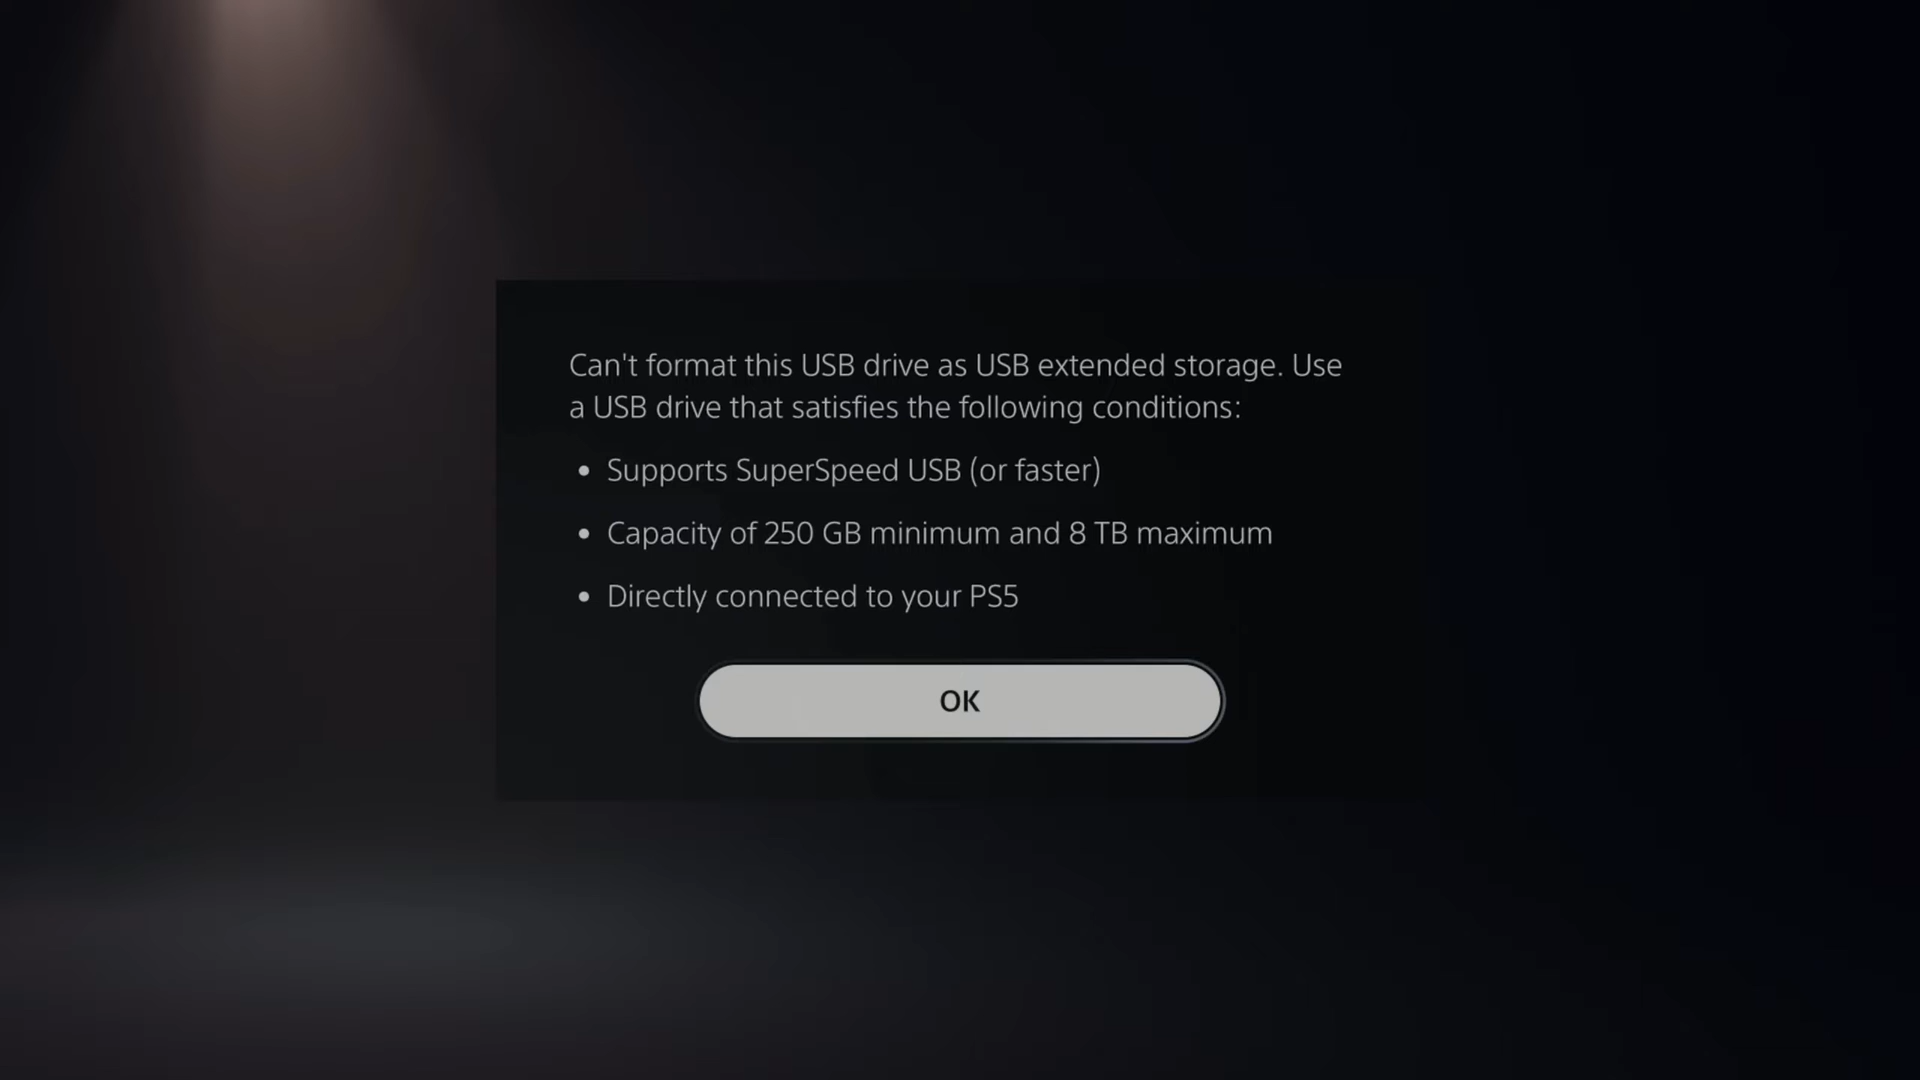 Can't format this USB drive as USB extended storage. Use
a USB drive that satisfies the following conditions:
• Supports SuperSpeed USB (or faster)
• Capacity of 250 GB minimum and 8 TB maximum
• Directly connected to your PS5
OK